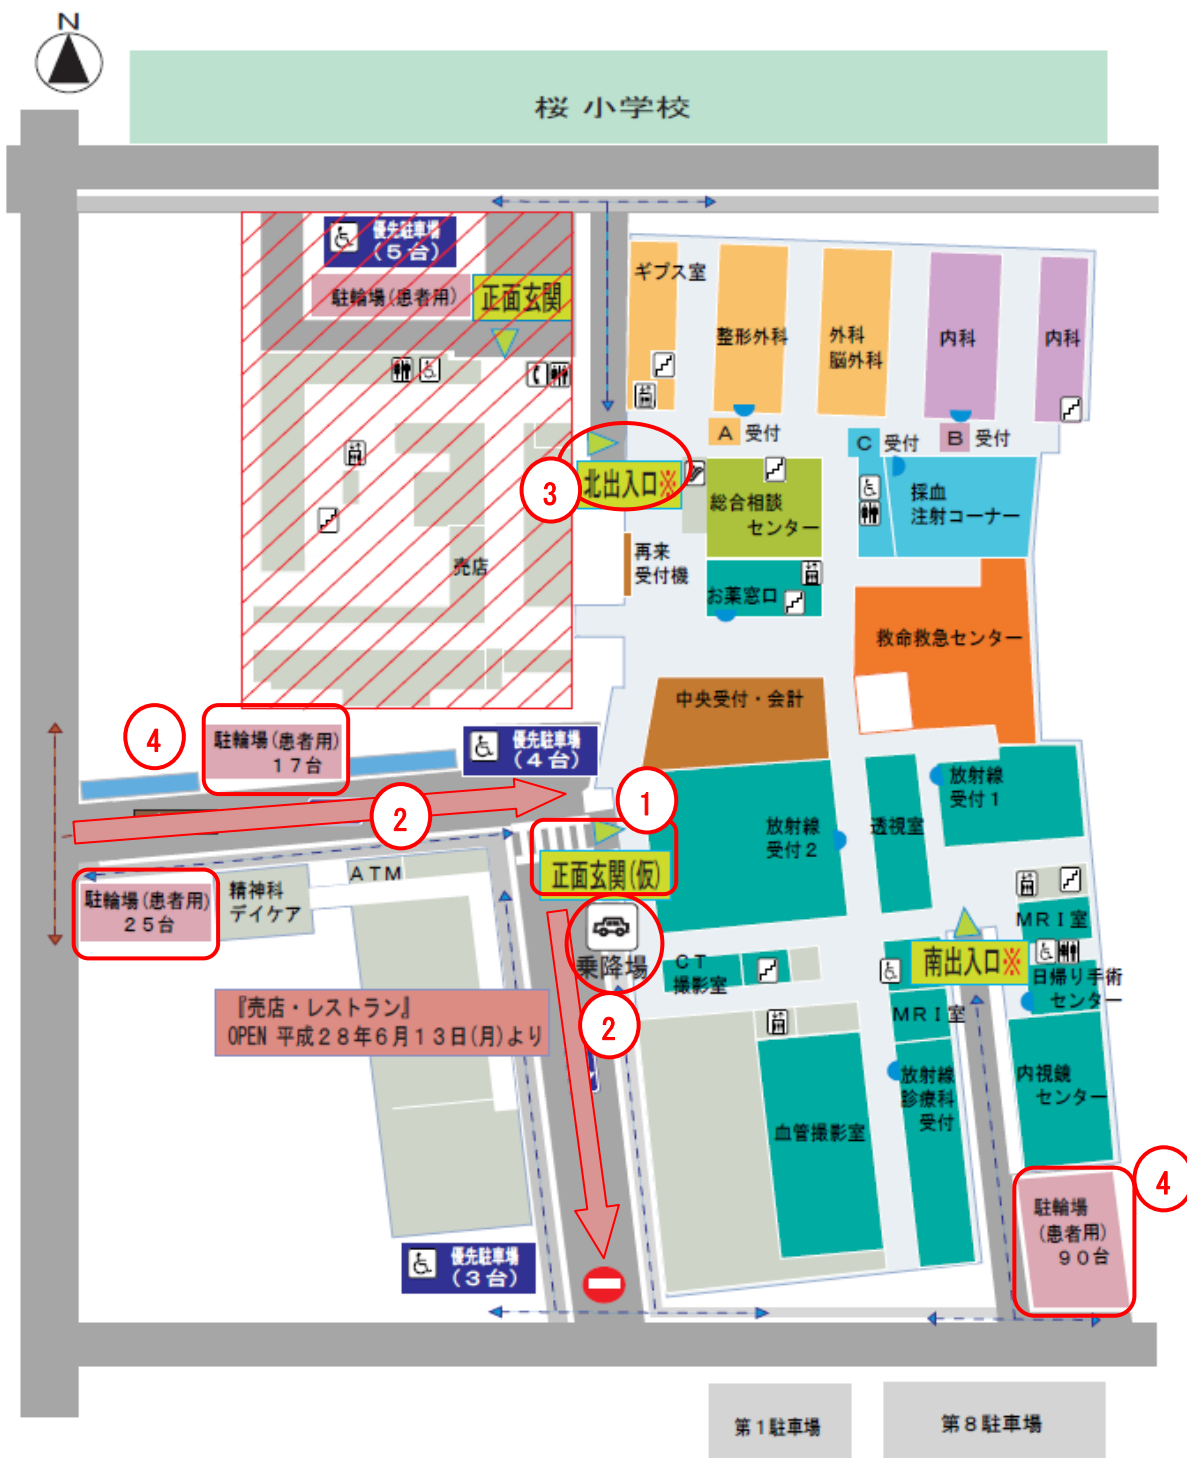 N
桜 小学校
優先駐車場
(5台)
駐輪場(患者用)
正面玄関
ギプス室
整形外科
外科
脳外科
内科
内科
A 受付
C 受付
B 受付
3
北出入口※
総合相談
センター
採血
注射コーナー
再来
受付機
売店
お薬窓口
救命救急センター
中央受付・会計
4
駐輪場(患者用)
17台
優先駐車場
(4台)
放射線
受付1
1
2
放射線
受付2
透視室
正面玄関(仮)
ATM
精神科
デイケア
駐輪場(患者用)
25台
MRI室
乗降場
CT
撮影室
南出入口※
日帰り手術
センター
『売店・レストラン』
OPEN 平成28年6月13日(月)より
2
MRI室
放射線
診療科
受付
内視鏡
センター
血管撮影室
4
駐輪場
(患者用)
90台
優先駐車場
(3台)
第1駐車場
第8駐車場